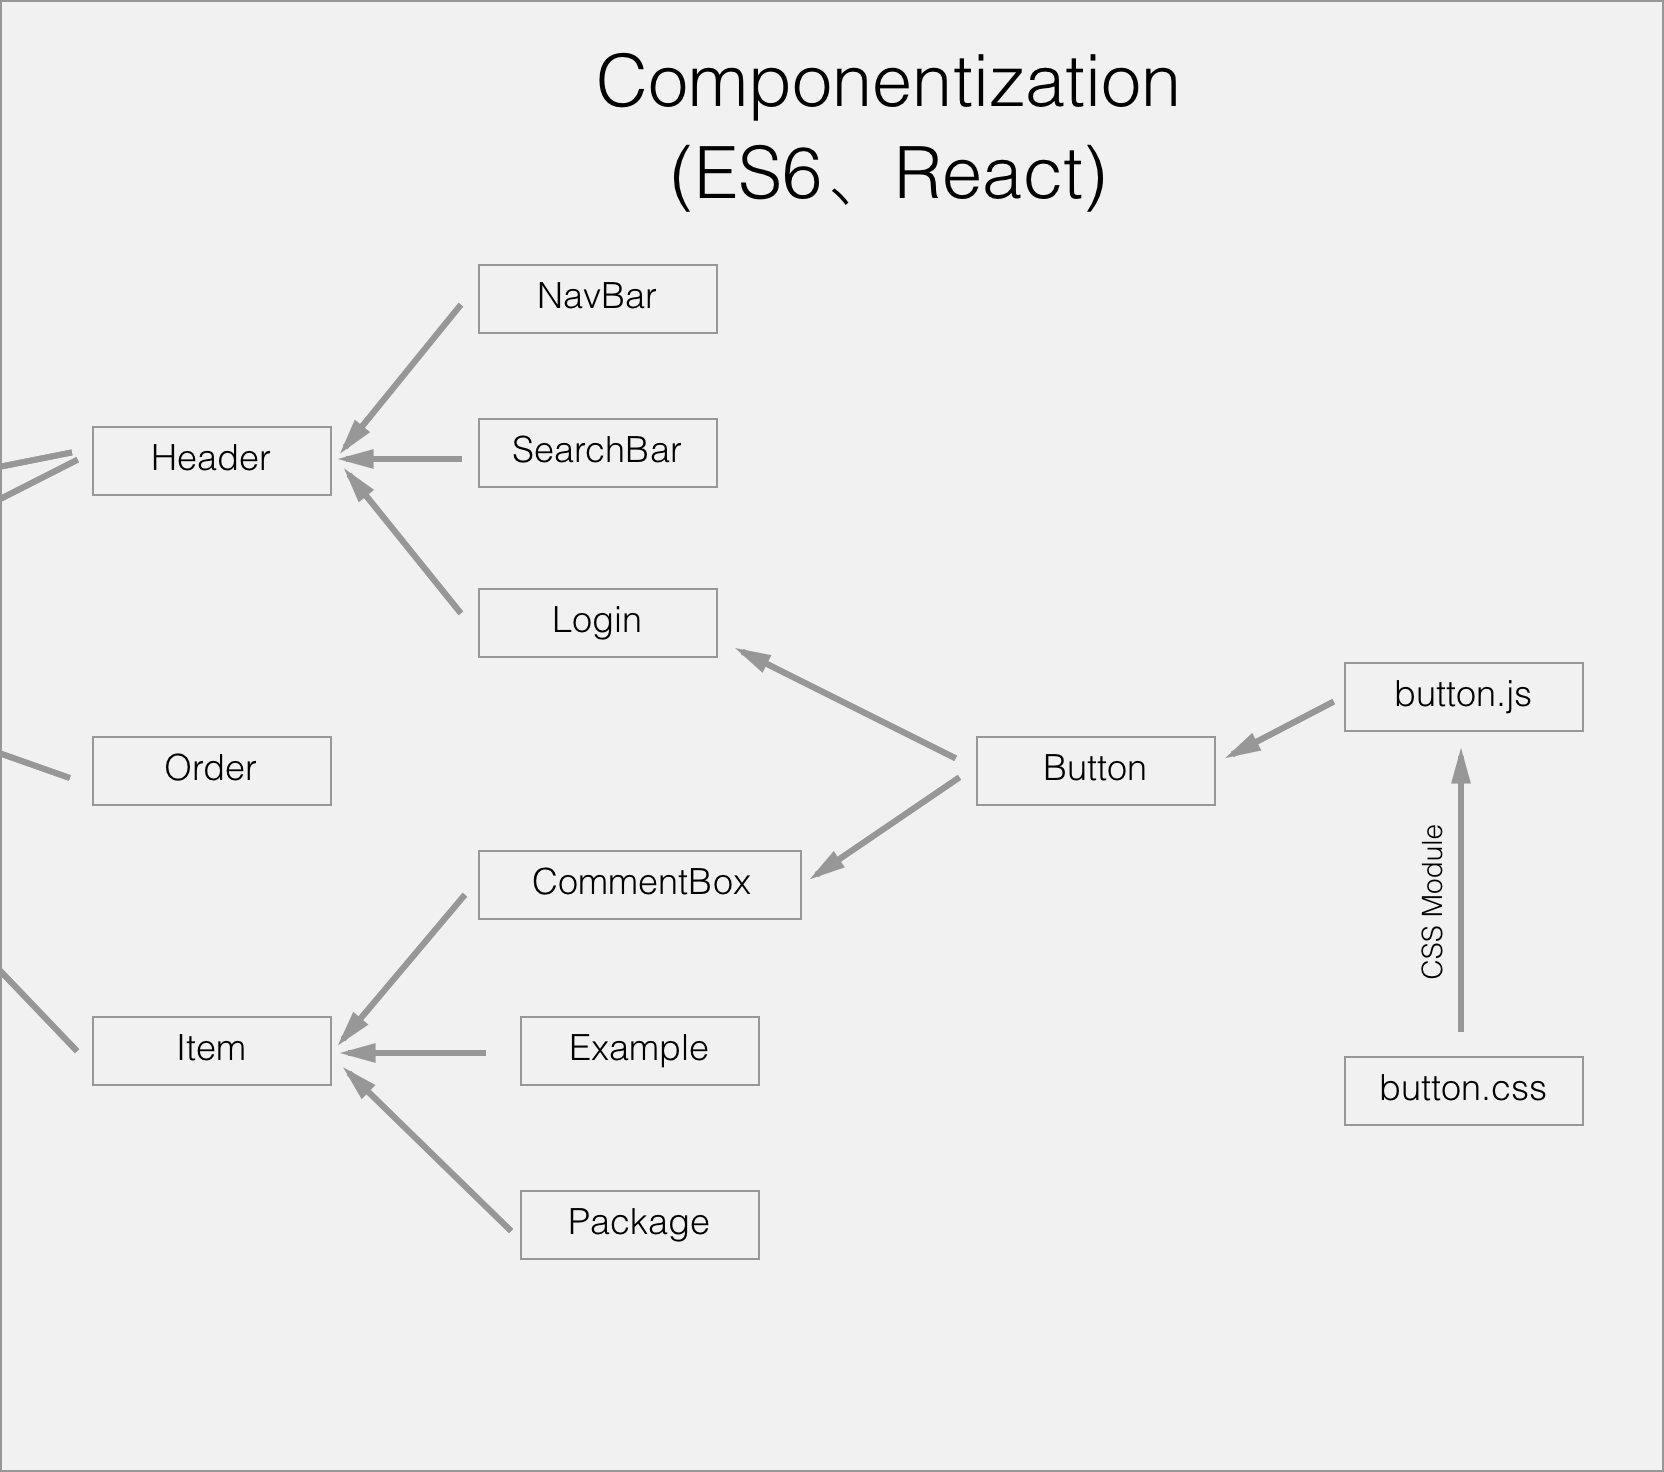 Componentization
(ES6、React)
NavBar
SearchBar
Header
Login
button.js
Order
Button
CommentBox
CSS Module
Item
Example
button.css
Package